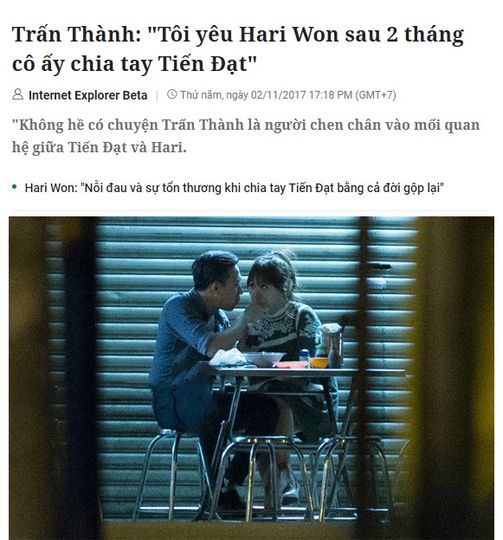 Trấn Thành: "Tôi yêu Hari Won sau 2 tháng
cô ấy chia tay Tiến Đạt"
Internet Explorer Beta
Thứ năm, ngày 02/11/2017 17:18 PM (GMT+7)
"Không hề có chuyện Trấn Thành là người chen chân vào mối quan
hệ giữa Tiến Đạt và Hari.
Hari Won: "Nỗi đau và sự tổn thương khi chia tay Tiến Đạt bằng cả đời gộp lại"